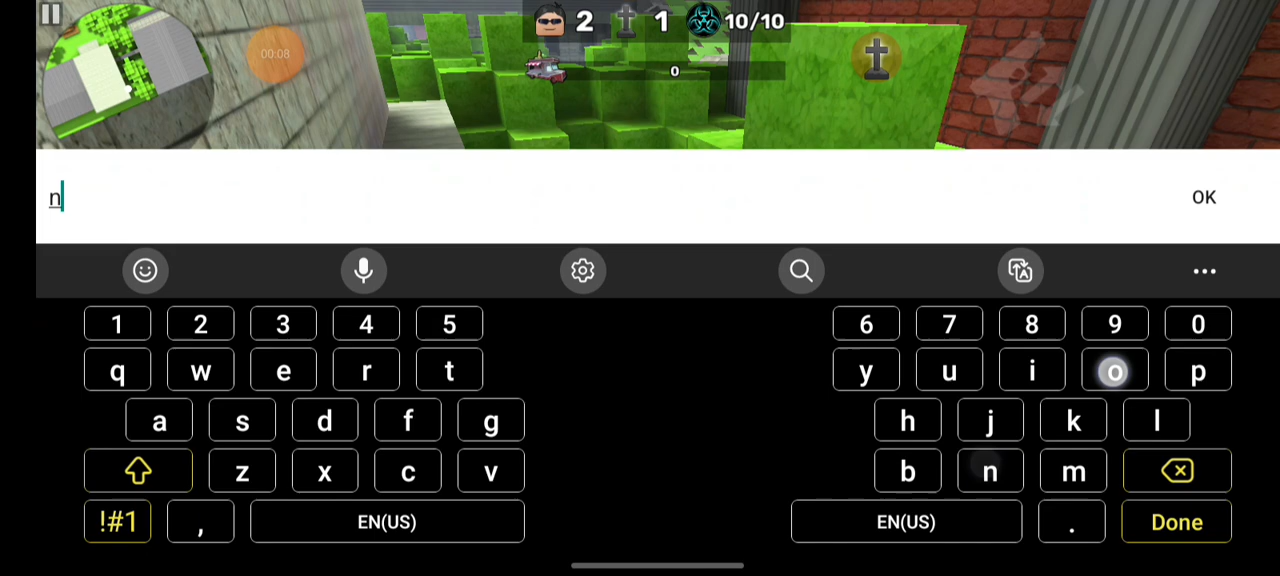 00:08
2 1 10/10
0
n
OK
1 2 3 4 5 6 7 8 9 0
q w e r t y u i o p
a s d f g h j k l
z x c v b n m
!#1 , EN(US) EN(US) . Done